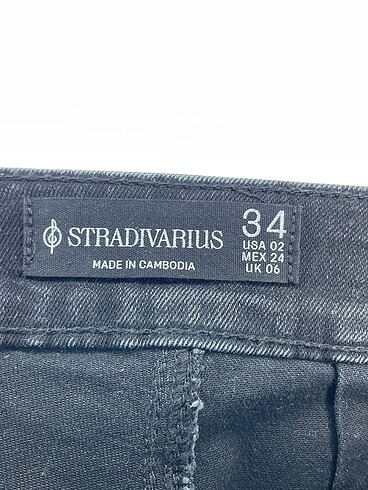 STRADIVARIUS
MADE IN CAMBODIA
34
USA 02
MEX 24
UK 06